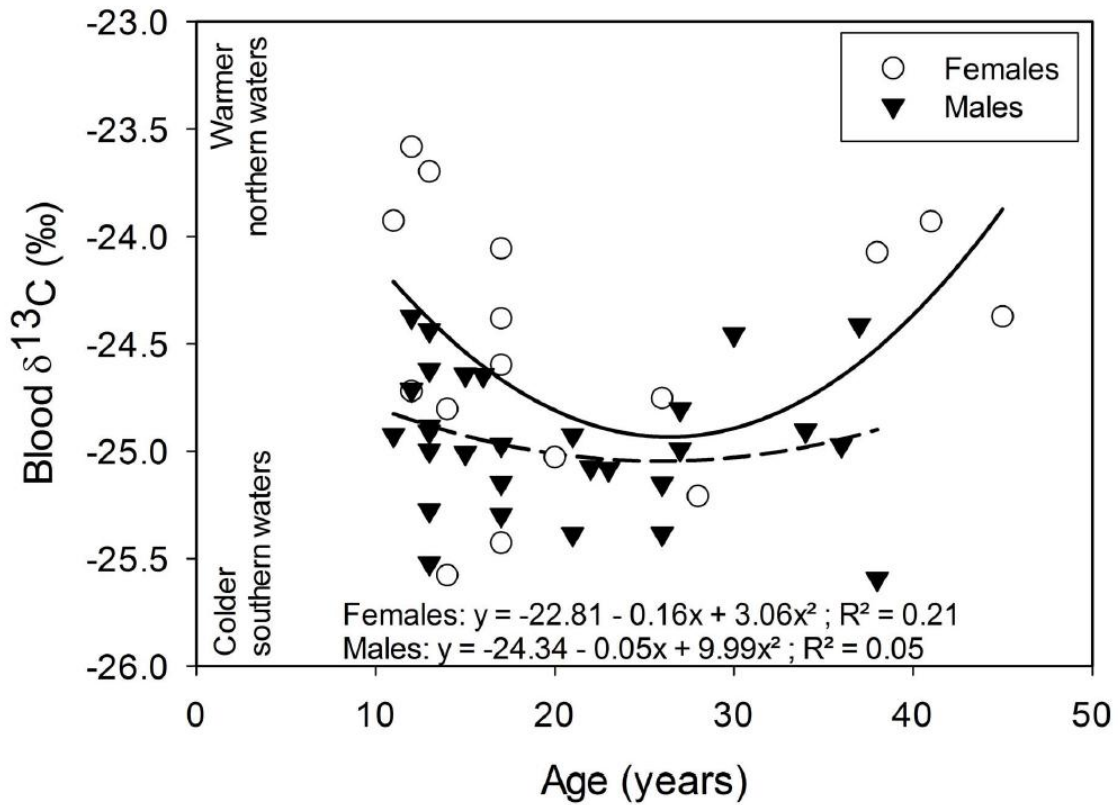 -23.0
-23.5
-24.0
-24.5
-25.0
-25.5
-26.0
Blood δ¹³C (‰)
Warmer
northern waters
Colder
southern waters
Females
Males
Females: y = -22.81 - 0.16x + 3.06x² ; R² = 0.21
Males: y = -24.34 - 0.05x + 9.99x² ; R² = 0.05
0 10 20 30 40 50
Age (years)